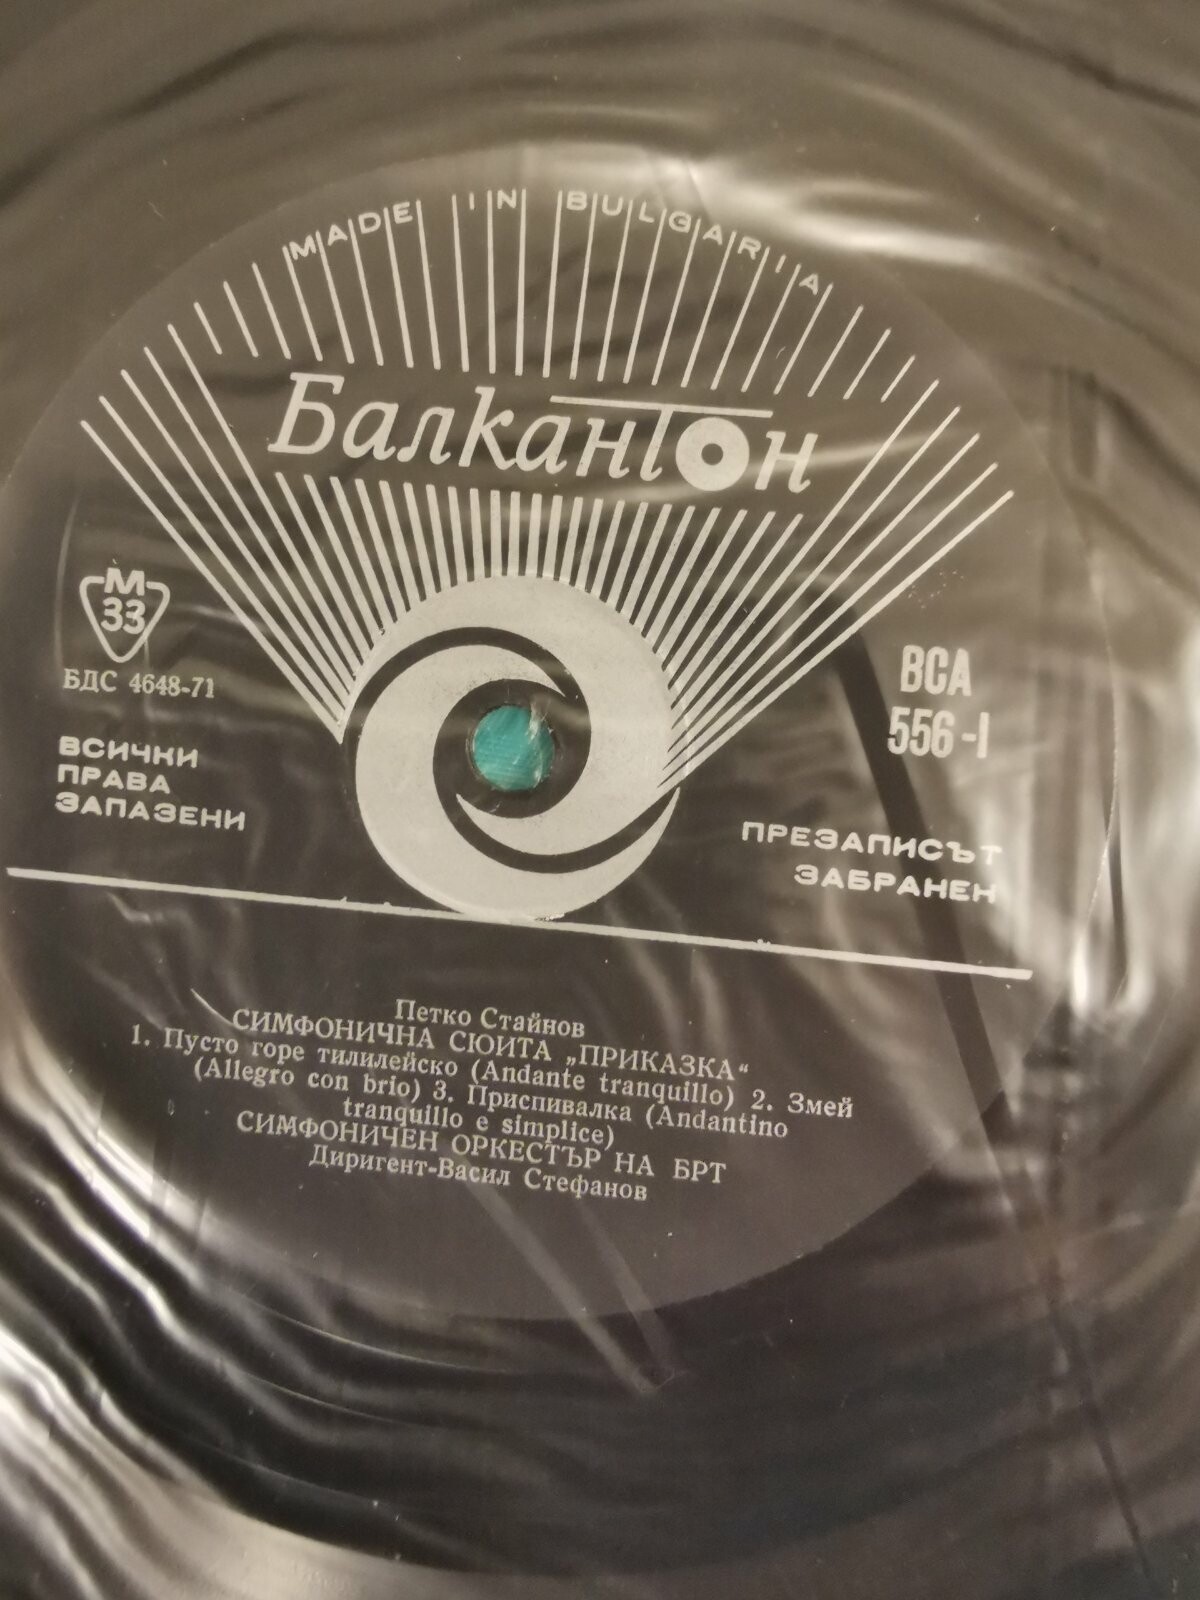 MADE IN BULGARIA
Балкантон
М
33
БДС 4648-71
ВСИЧКИ
ПРАВА
ЗАПАЗЕНИ
ВСА
556-I
ПРЕЗАПИСЪТ
ЗАБРАНЕН
Петко Стайнов
СИМФОНИЧНА СЮИТА „ПРИКАЗКА“
1. Пусто горе тилилейско (Andante tranquillo) 2. Змей
(Allegro con brio) 3. Приспивалка (Andantino
tranquillo e simplice)
СИМФОНИЧЕН ОРКЕСТЪР НА БРТ
Диригент-Васил Стефанов